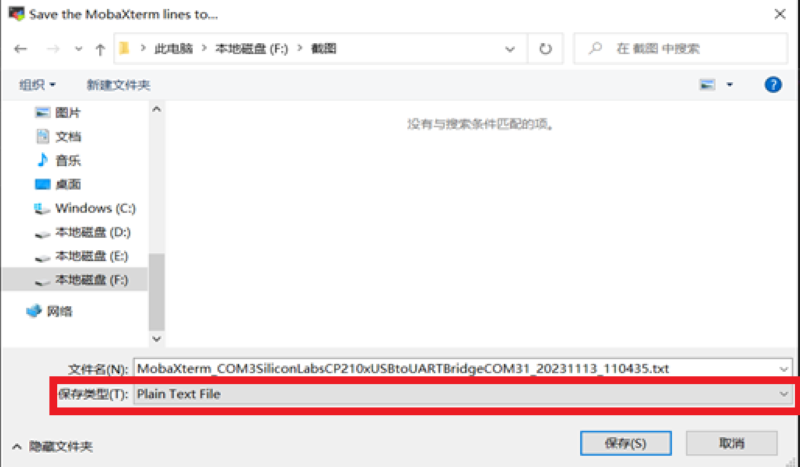 Save the MobaXterm lines to...
此电脑 > 本地磁盘 (F:) > 截图
在 截图 中搜索
组织
新建文件夹
没有与搜索条件匹配的项。
图片
文档
音乐
桌面
Windows (C:)
本地磁盘 (D:)
本地磁盘 (E:)
本地磁盘 (F:)
网络
文件名(N): MobaXterm_COM3SiliconLabsCP210xUSBtoUARTBridgeCOM31_20231113_110435.txt
保存类型(T): Plain Text File
隐藏文件夹
保存(S)
取消